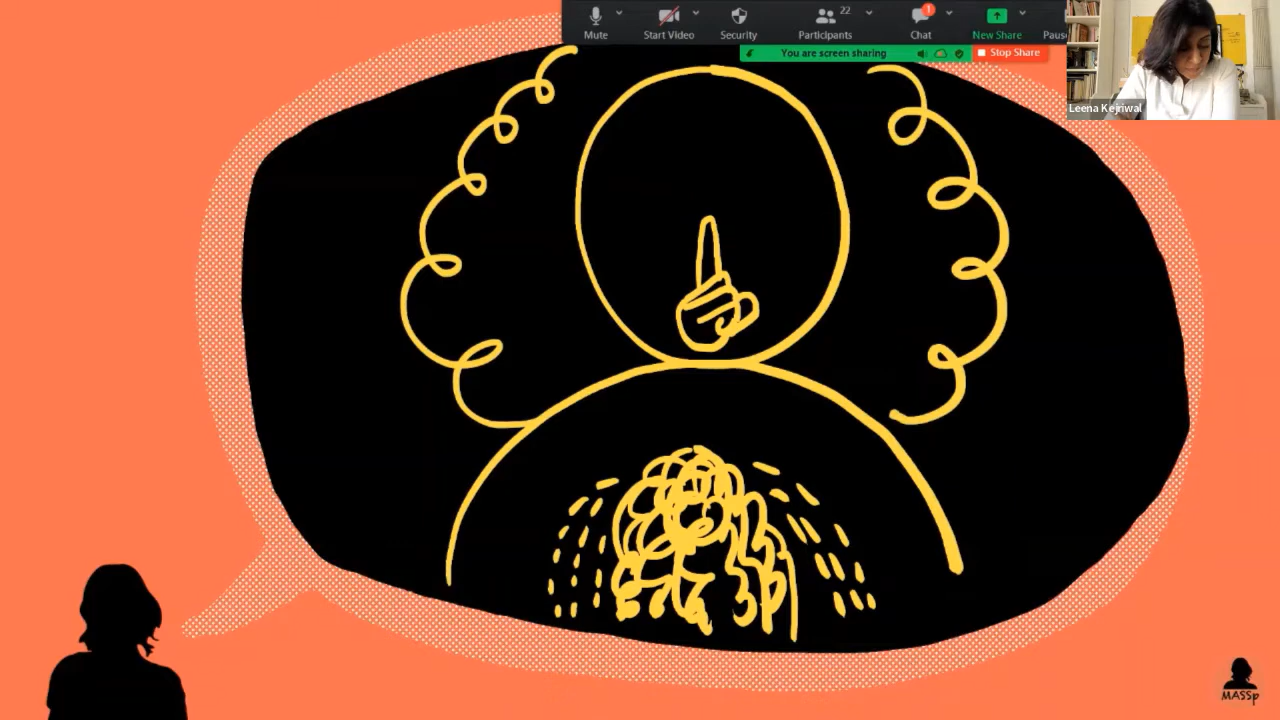 22
1
Mute
Start Video
Security
Participants
Chat
New Share
You are screen sharing
Stop Share
Leena Kejriwal
MASSp